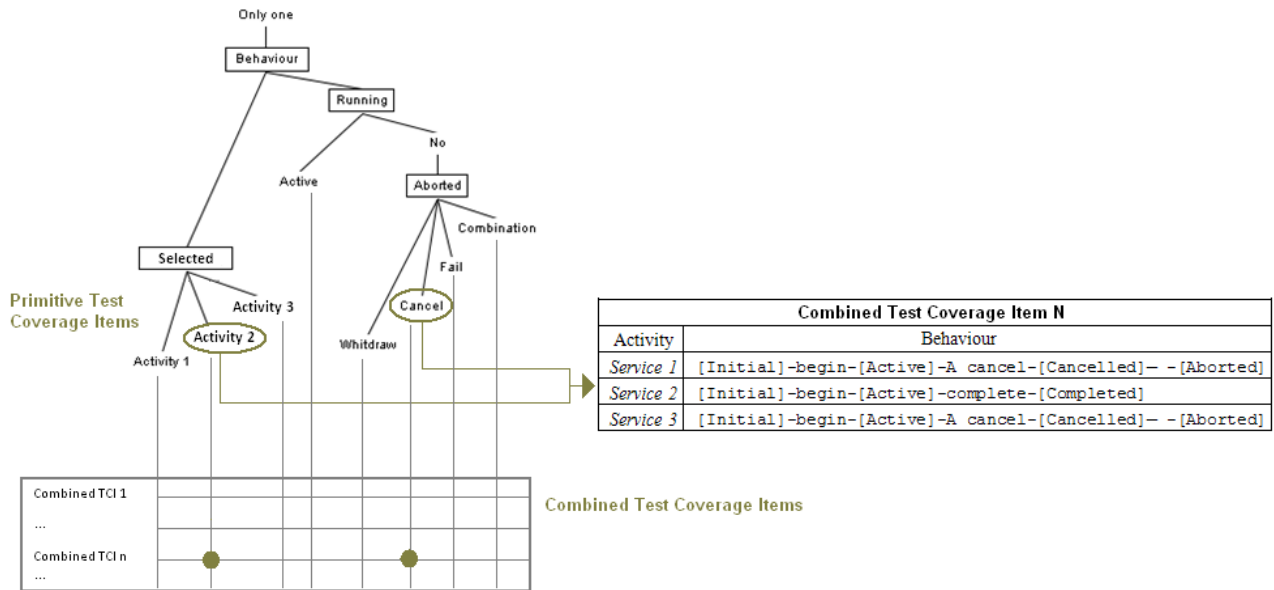 Only one
Behaviour
Running
No
Active
Aborted
Combination
Selected
Fail
Primitive Test
Coverage Items
Activity 3
Cancel
Activity 2
Whitdraw
Activity 1
Combined Test Coverage Item N
Activity Behaviour
Service 1 [Initial]-begin-[Active]-A cancel-[Cancelled]— -[Aborted]
Service 2 [Initial]-begin-[Active]-complete-[Completed]
Service 3 [Initial]-begin-[Active]-A cancel-[Cancelled]— -[Aborted]
Combined TCI 1
...
Combined TCI n
...
Combined Test Coverage Items